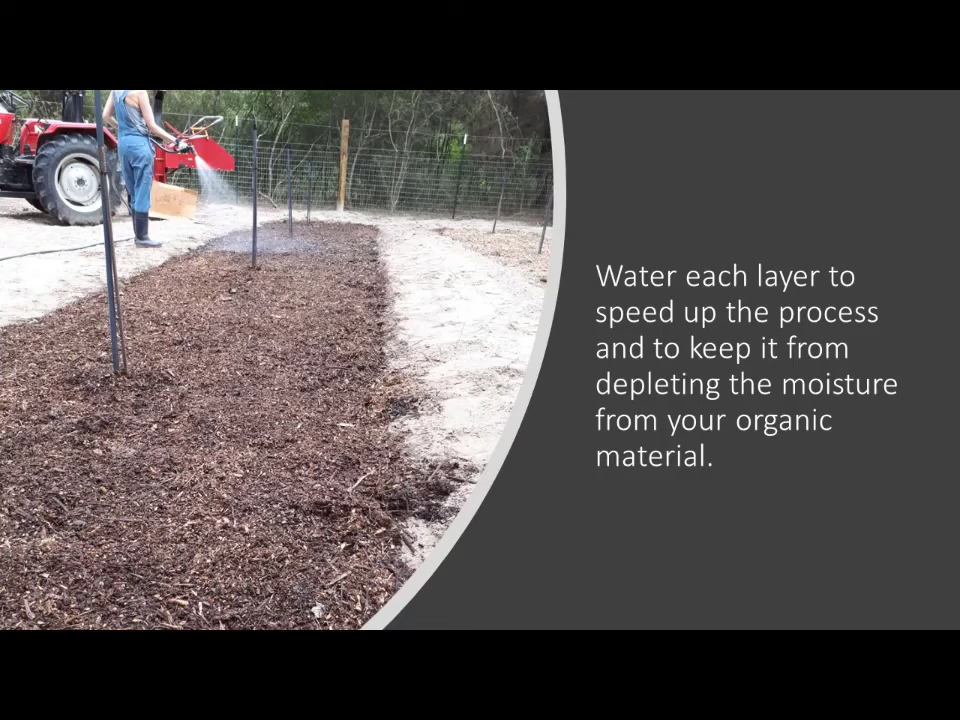 Water each layer to
speed up the process
and to keep it from
depleting the moisture
from your organic
material.